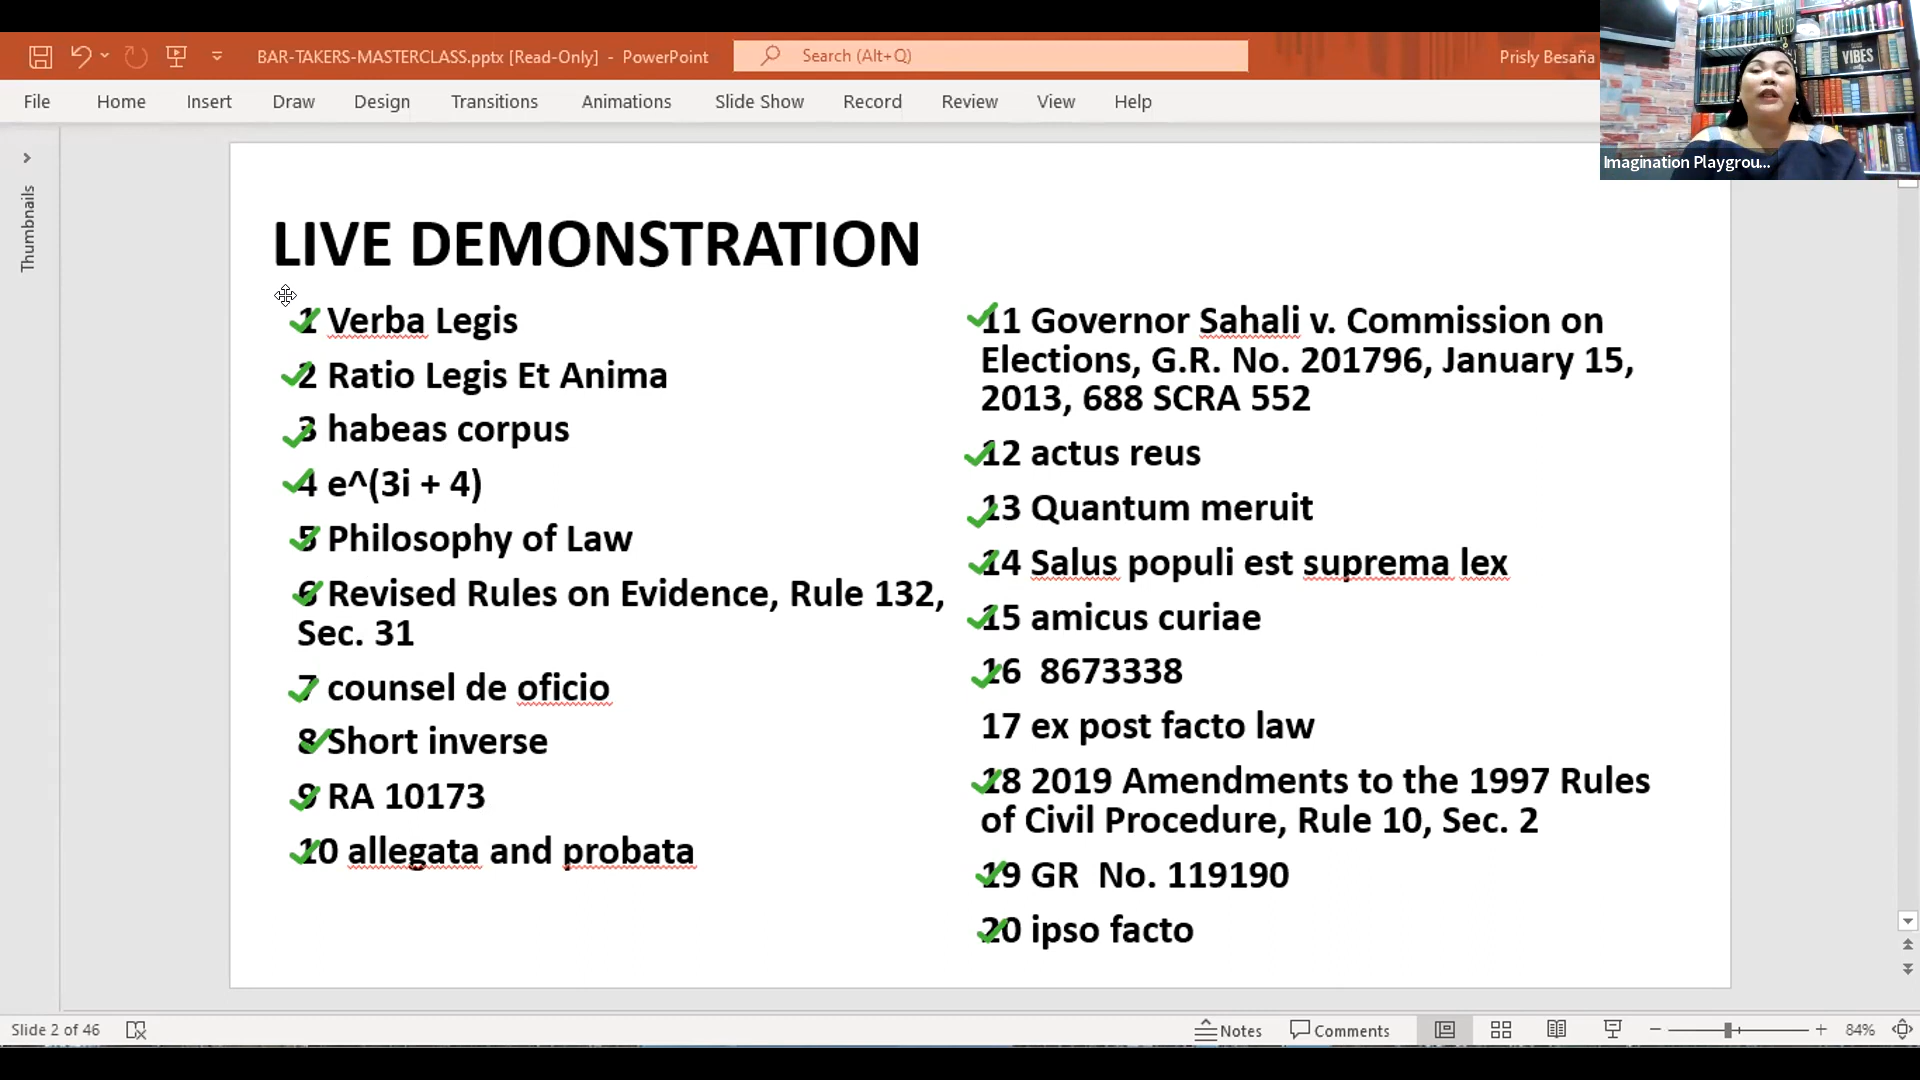 BAR-TAKERS-MASTERCLASS.pptx [Read-Only] - PowerPoint
Search (Alt+Q)
Prisly Besaña
VIBES
Imagination Playgrou...
File Home Insert Draw Design Transitions Animations Slide Show Record Review View Help
Thumbnails
LIVE DEMONSTRATION
1 Verba Legis
2 Ratio Legis Et Anima
3 habeas corpus
4 e^(3i + 4)
5 Philosophy of Law
6 Revised Rules on Evidence, Rule 132,
Sec. 31
7 counsel de oficio
8 Short inverse
9 RA 10173
10 allegata and probata
11 Governor Sahali v. Commission on
Elections, G.R. No. 201796, January 15,
2013, 688 SCRA 552
12 actus reus
13 Quantum meruit
14 Salus populi est suprema lex
15 amicus curiae
16  8673338
17 ex post facto law
18 2019 Amendments to the 1997 Rules
of Civil Procedure, Rule 10, Sec. 2
19 GR  No. 119190
20 ipso facto
Slide 2 of 46
Notes Comments 84%